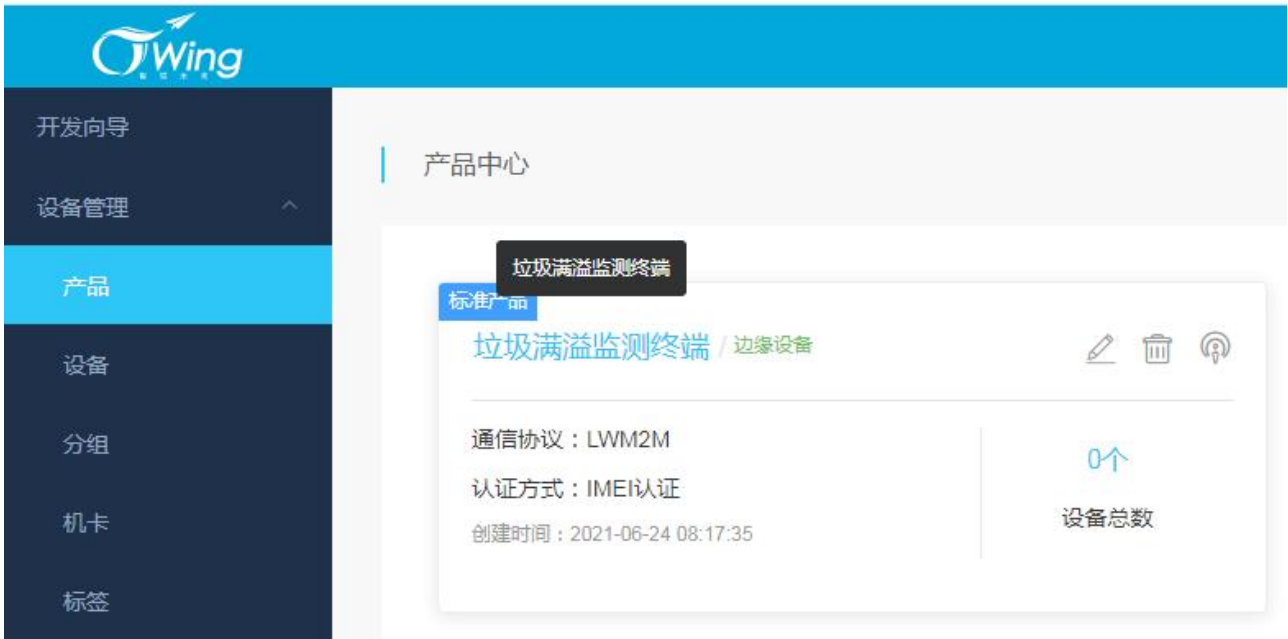 CTWing
开发向导
设备管理
产品
设备
分组
机卡
标签
产品中心
垃圾满溢监测终端
标准产品
垃圾满溢监测终端 / 边缘设备
通信协议：LWM2M
认证方式：IMEI认证
创建时间：2021-06-24 08:17:35
0个
设备总数